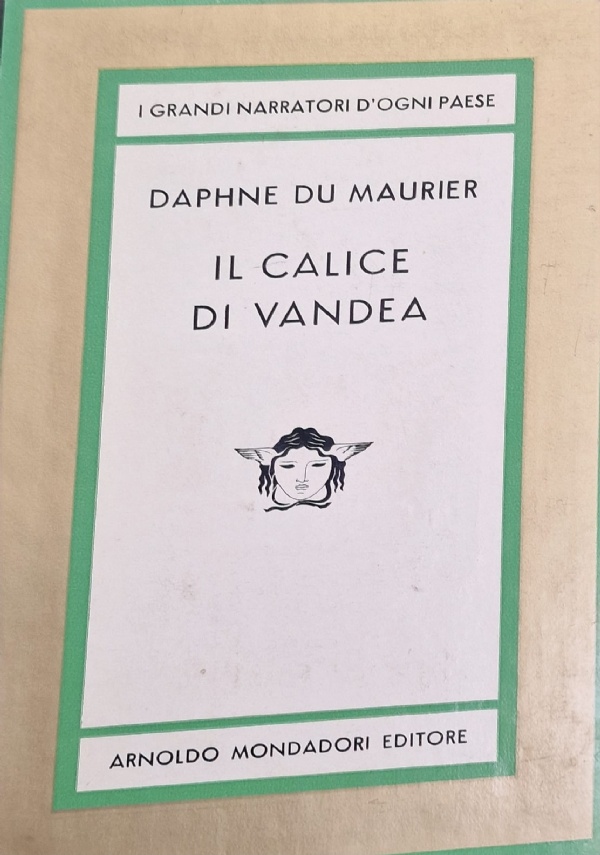 I GRANDI NARRATORI D'OGNI PAESE
DAPHNE DU MAURIER
IL CALICE
DI VANDEA
ARNOLDO MONDADORI EDITORE